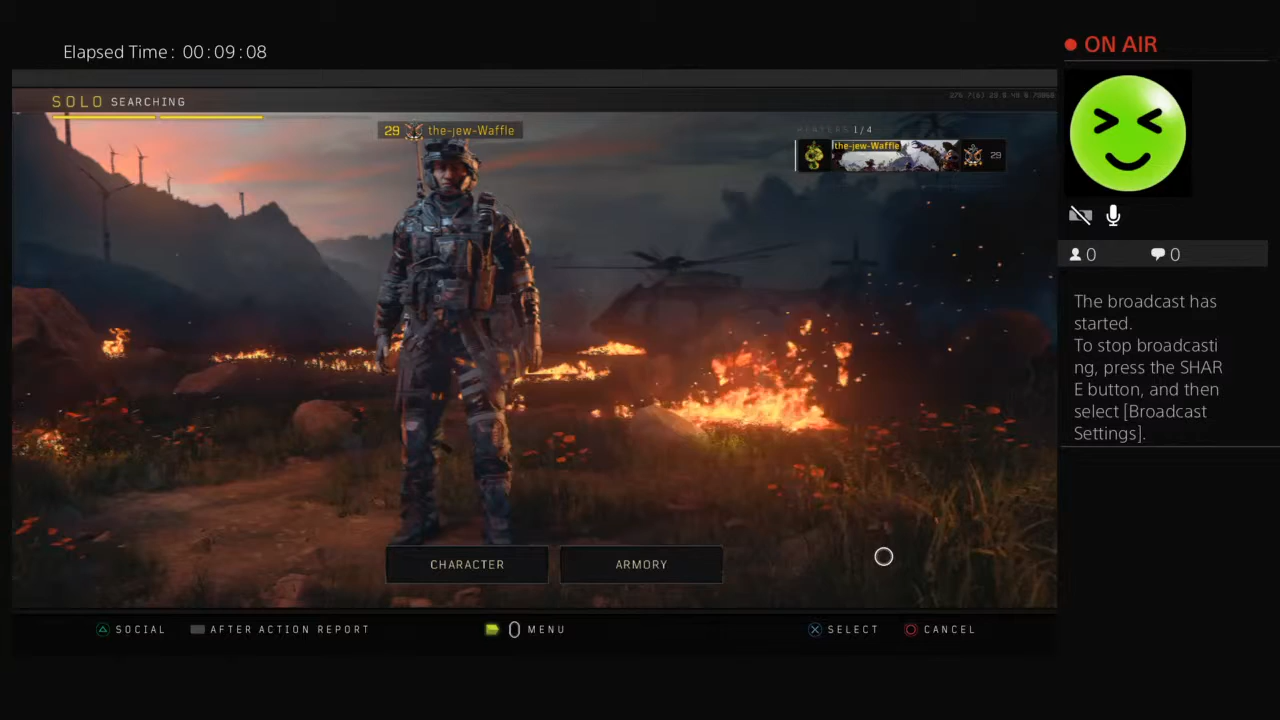 Elapsed Time: 00:09:08
ON AIR
SOLO SEARCHING
29 the-jew-Waffle
1/4
the-jew-Waffle 29
0 0
The broadcast has
started.
To stop broadcasti
ng, press the SHAR
E button, and then
select [Broadcast
Settings].
CHARACTER ARMORY
SOCIAL AFTER ACTION REPORT MENU SELECT CANCEL